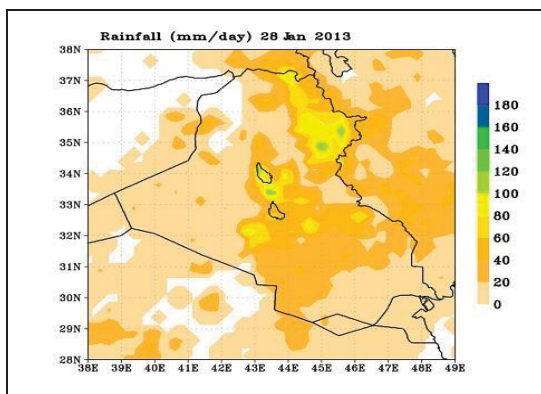 Rainfall (mm/day) 28 Jan 2013
38N
37N
36N
35N
34N
33N
32N
31N
30N
29N
28N
38E 39E 40E 41E 42E 43E 44E 45E 46E 47E 48E 49E
180
160
140
120
100
80
60
40
20
0